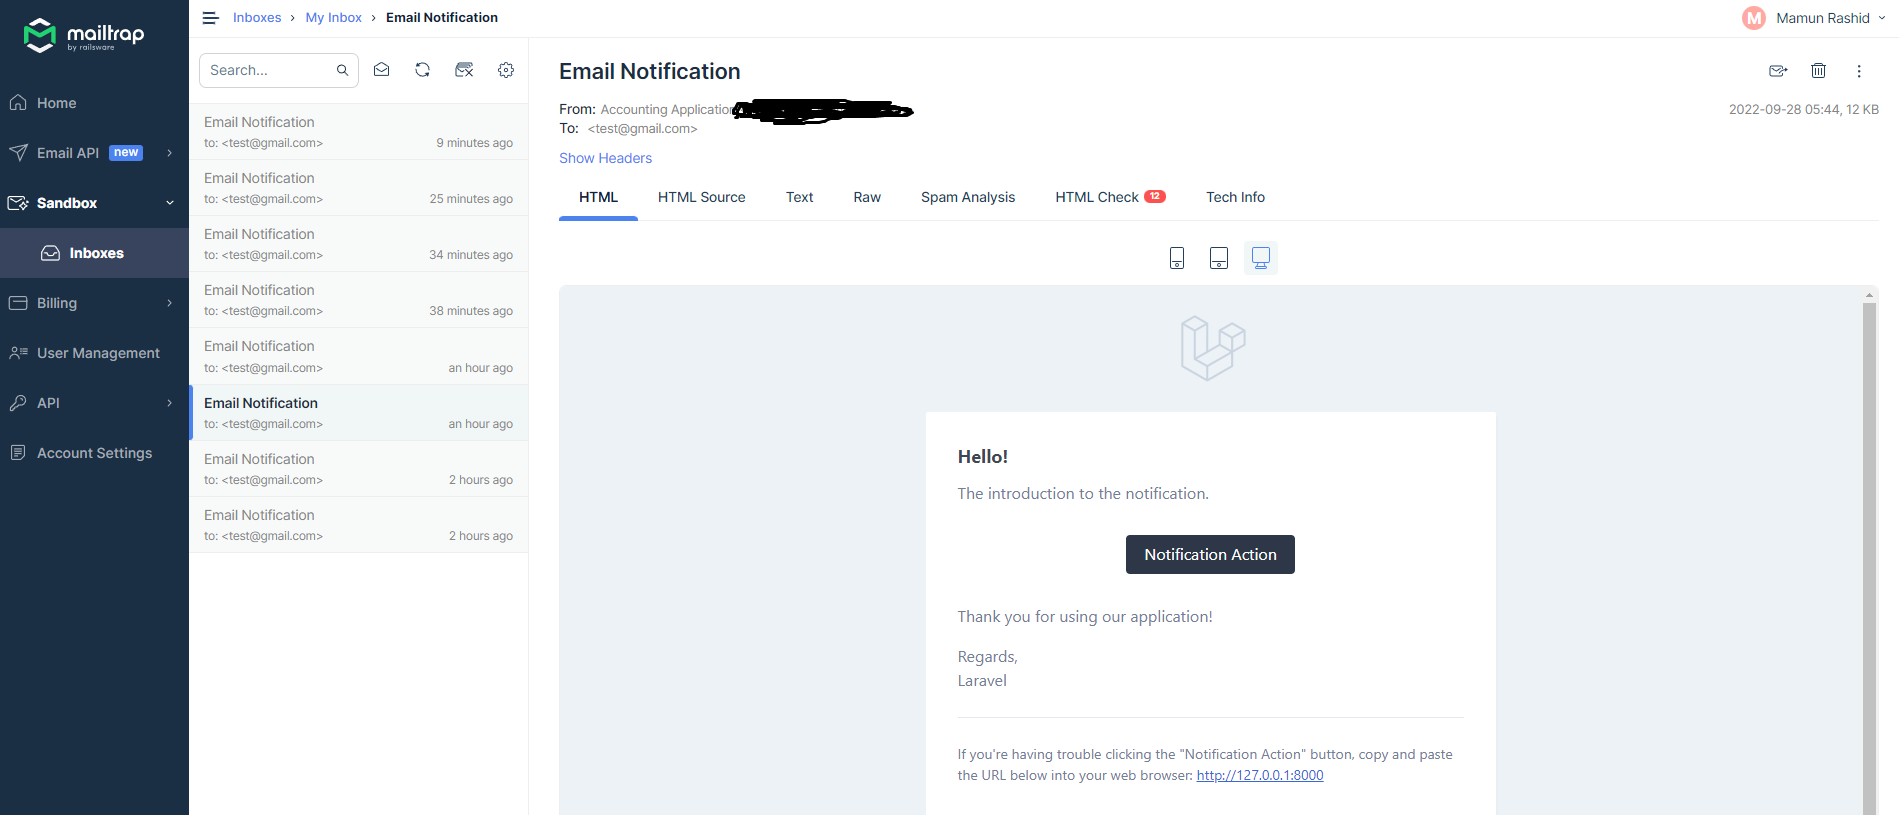 mailtrap
by railsware
Home
Email API new
Sandbox
Inboxes
Billing
User Management
API
Account Settings
Inboxes › My Inbox › Email Notification
Mamun Rashid
M
Search...
Email Notification
to: <test@gmail.com> 9 minutes ago
Email Notification
to: <test@gmail.com> 25 minutes ago
Email Notification
to: <test@gmail.com> 34 minutes ago
Email Notification
to: <test@gmail.com> 38 minutes ago
Email Notification
to: <test@gmail.com> an hour ago
Email Notification
to: <test@gmail.com> an hour ago
Email Notification
to: <test@gmail.com> 2 hours ago
Email Notification
to: <test@gmail.com> 2 hours ago
Email Notification
From: Accounting Application
2022-09-28 05:44, 12 KB
To: <test@gmail.com>
Show Headers
HTML HTML Source Text Raw Spam Analysis HTML Check 12 Tech Info
Hello!
The introduction to the notification.
Notification Action
Thank you for using our application!
Regards,
Laravel
If you're having trouble clicking the "Notification Action" button, copy and paste
the URL below into your web browser: http://127.0.0.1:8000